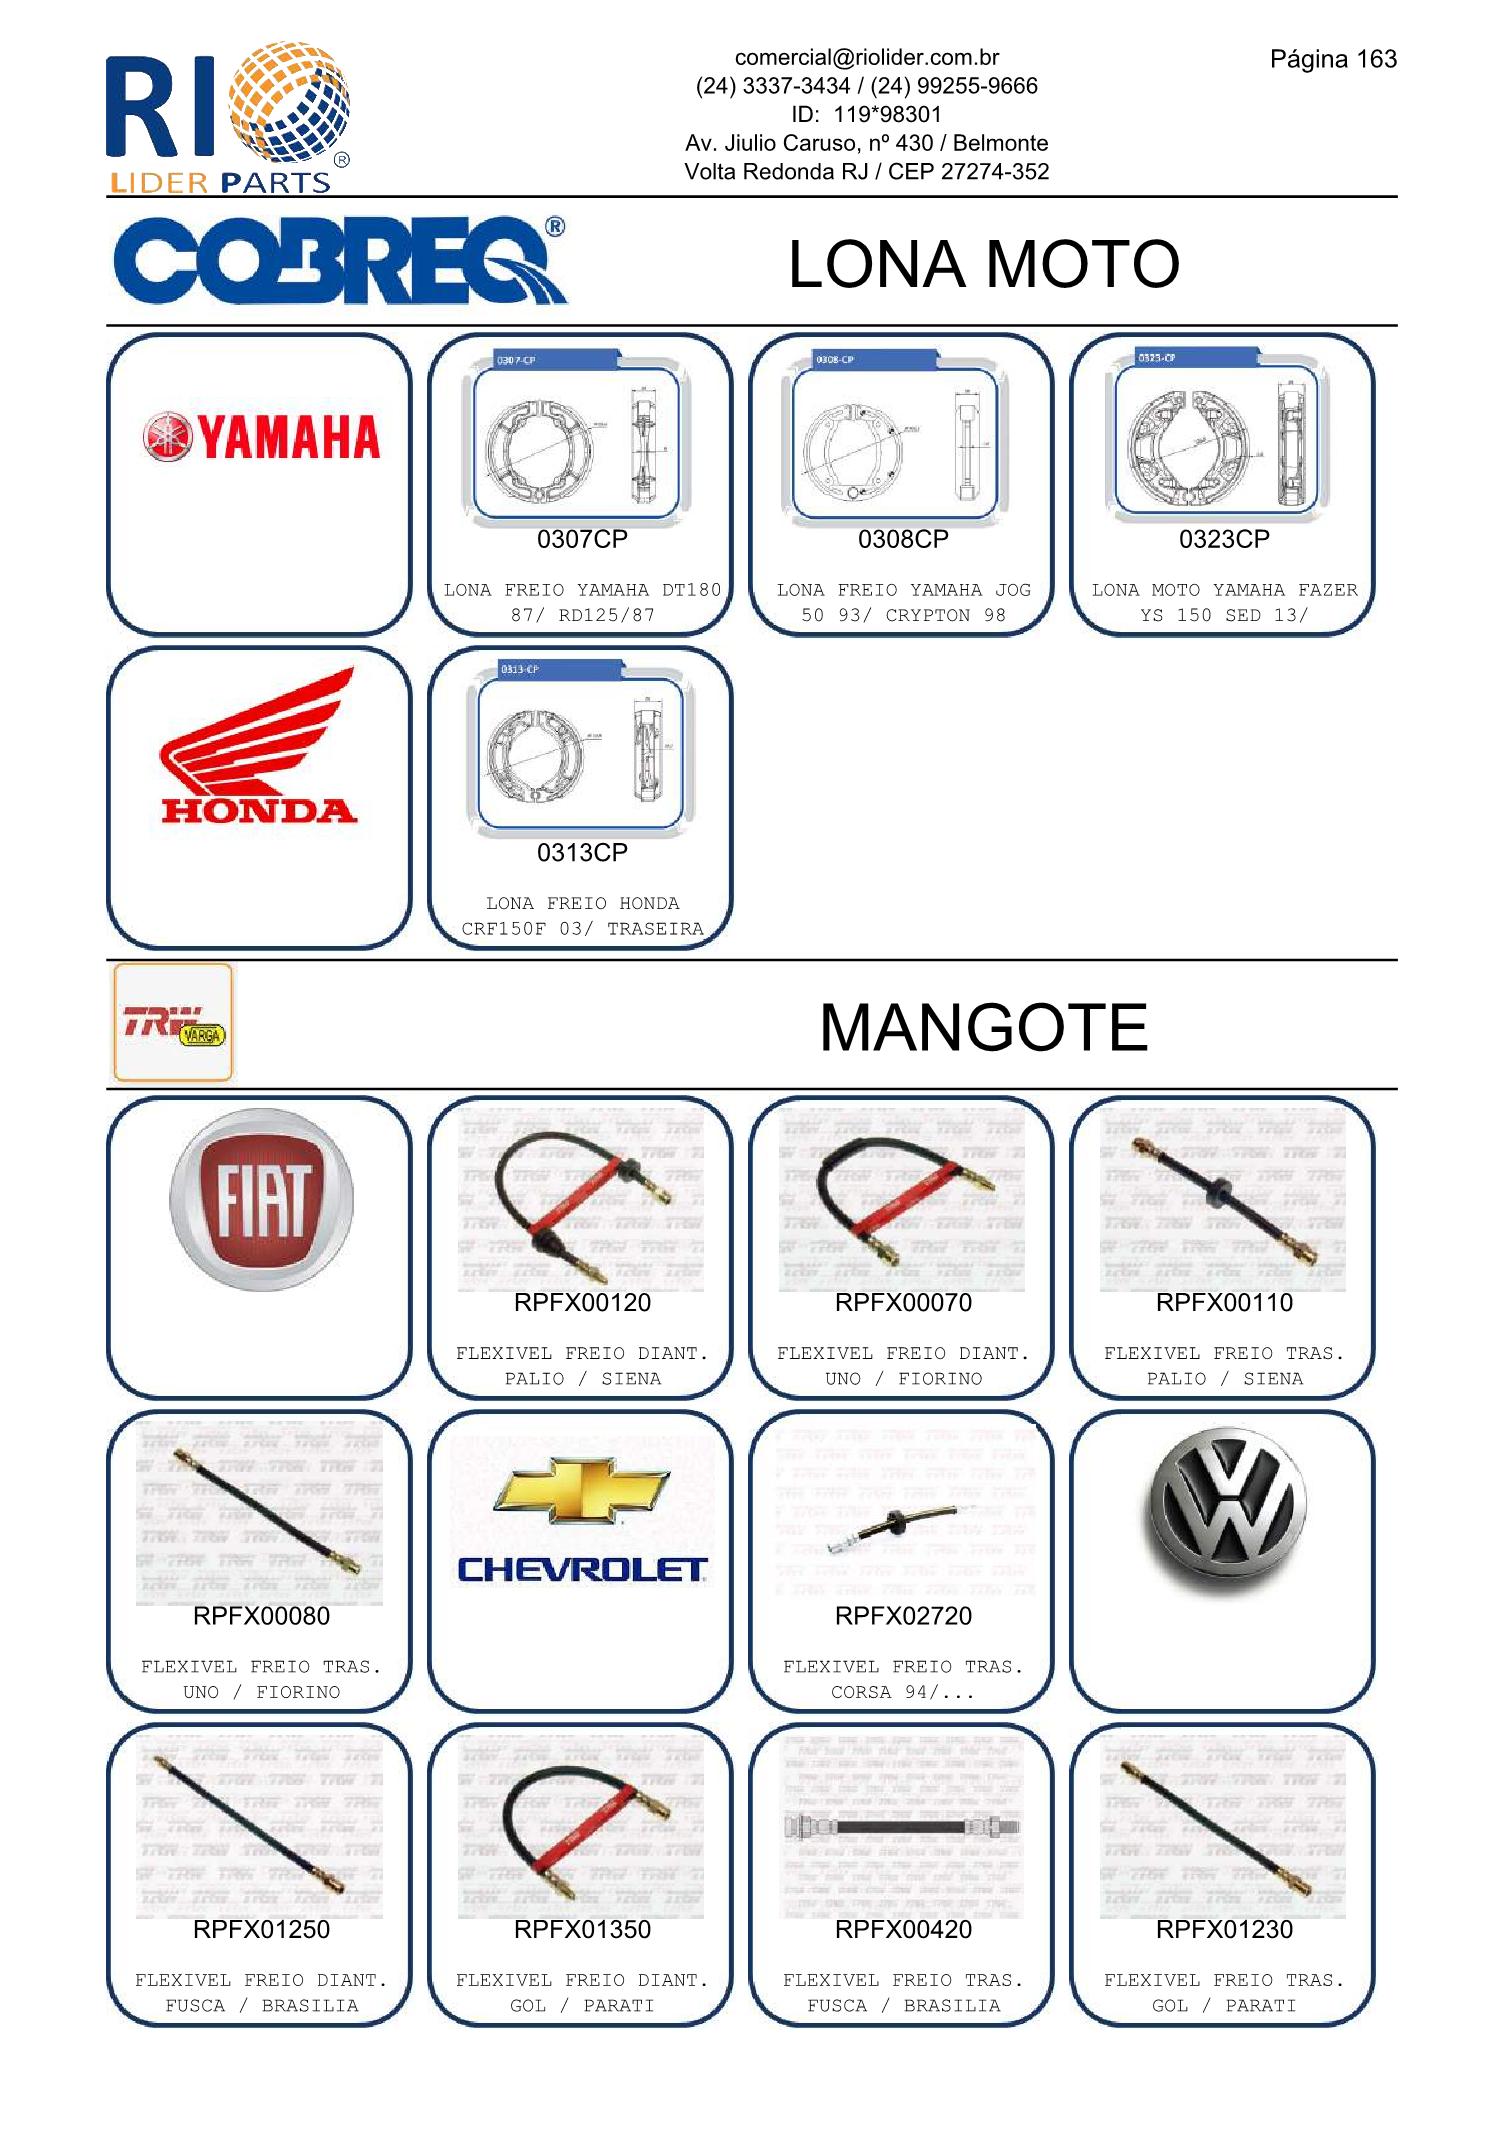 RIO
®
LIDER PARTS
comercial@riolider.com.br
(24) 3337-3434 / (24) 99255-9666
ID: 119*98301
Av. Jiulio Caruso, nº 430 / Belmonte
Volta Redonda RJ / CEP 27274-352
Página 163
COBREQ®
LONA MOTO
YAMAHA
0307-CP
0307CP
LONA FREIO YAMAHA DT180
87/ RD125/87
0308-CP
0308CP
LONA FREIO YAMAHA JOG
50 93/ CRYPTON 98
0323-CP
0323CP
LONA MOTO YAMAHA FAZER
YS 150 SED 13/
HONDA
0313-CP
0313CP
LONA FREIO HONDA
CRF150F 03/ TRASEIRA
TRW
VARGA
MANGOTE
FIAT
RPFX00120
FLEXIVEL FREIO DIANT.
PALIO / SIENA
RPFX00070
FLEXIVEL FREIO DIANT.
UNO / FIORINO
RPFX00110
FLEXIVEL FREIO TRAS.
PALIO / SIENA
RPFX00080
FLEXIVEL FREIO TRAS.
UNO / FIORINO
CHEVROLET
RPFX02720
FLEXIVEL FREIO TRAS.
CORSA 94/...
RPFX01250
FLEXIVEL FREIO DIANT.
FUSCA / BRASILIA
RPFX01350
FLEXIVEL FREIO DIANT.
GOL / PARATI
RPFX00420
FLEXIVEL FREIO TRAS.
FUSCA / BRASILIA
RPFX01230
FLEXIVEL FREIO TRAS.
GOL / PARATI